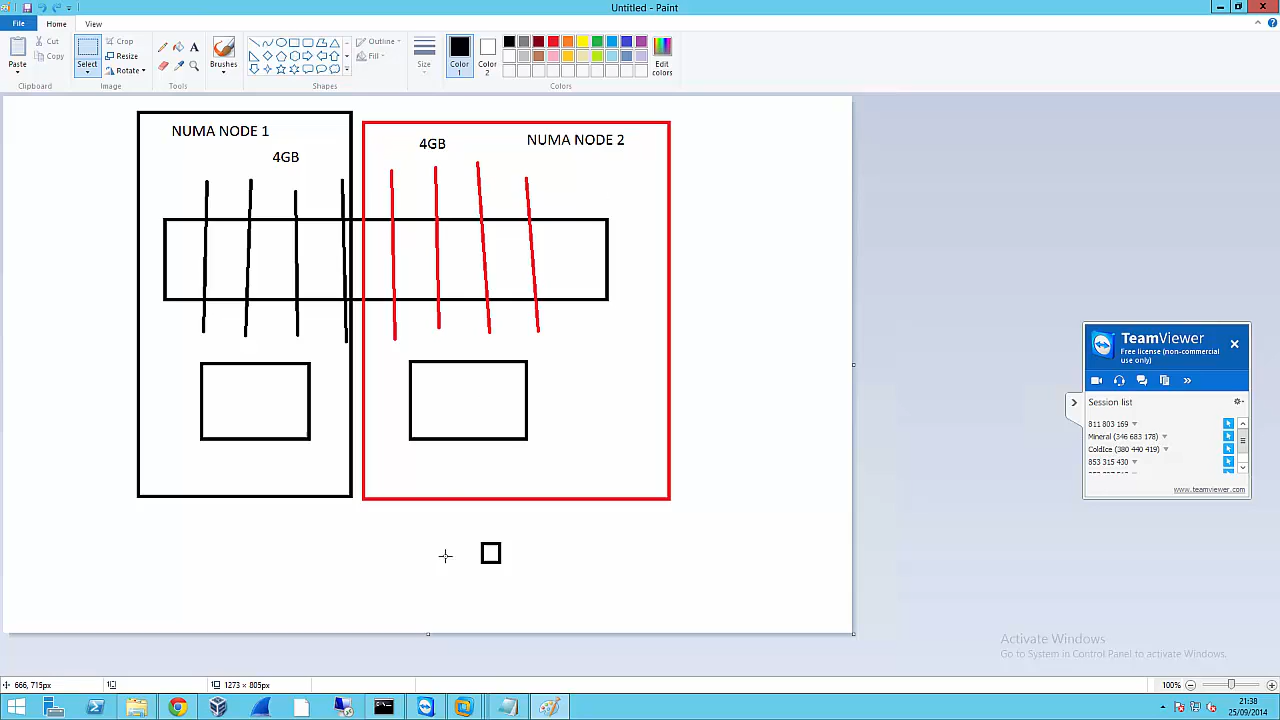 Untitled - Paint
File
Home
View
Paste
Cut
Copy
Clipboard
Select
Crop
Resize
Rotate
Image
A
Tools
Brushes
Outline
Fill
Shapes
Size
Color 1
Color 2
Edit colors
Colors
NUMA NODE 1
4GB
4GB
NUMA NODE 2
TeamViewer
Free license (non-commercial
use only)
Session list
811 803 169
Mineral (346 683 178)
ColdIce (380 440 419)
853 315 430
www.teamviewer.com
Activate Windows
Go to System in Control Panel to activate Windows.
666, 715px
1273 × 805px
100%
21:38
25/09/2014